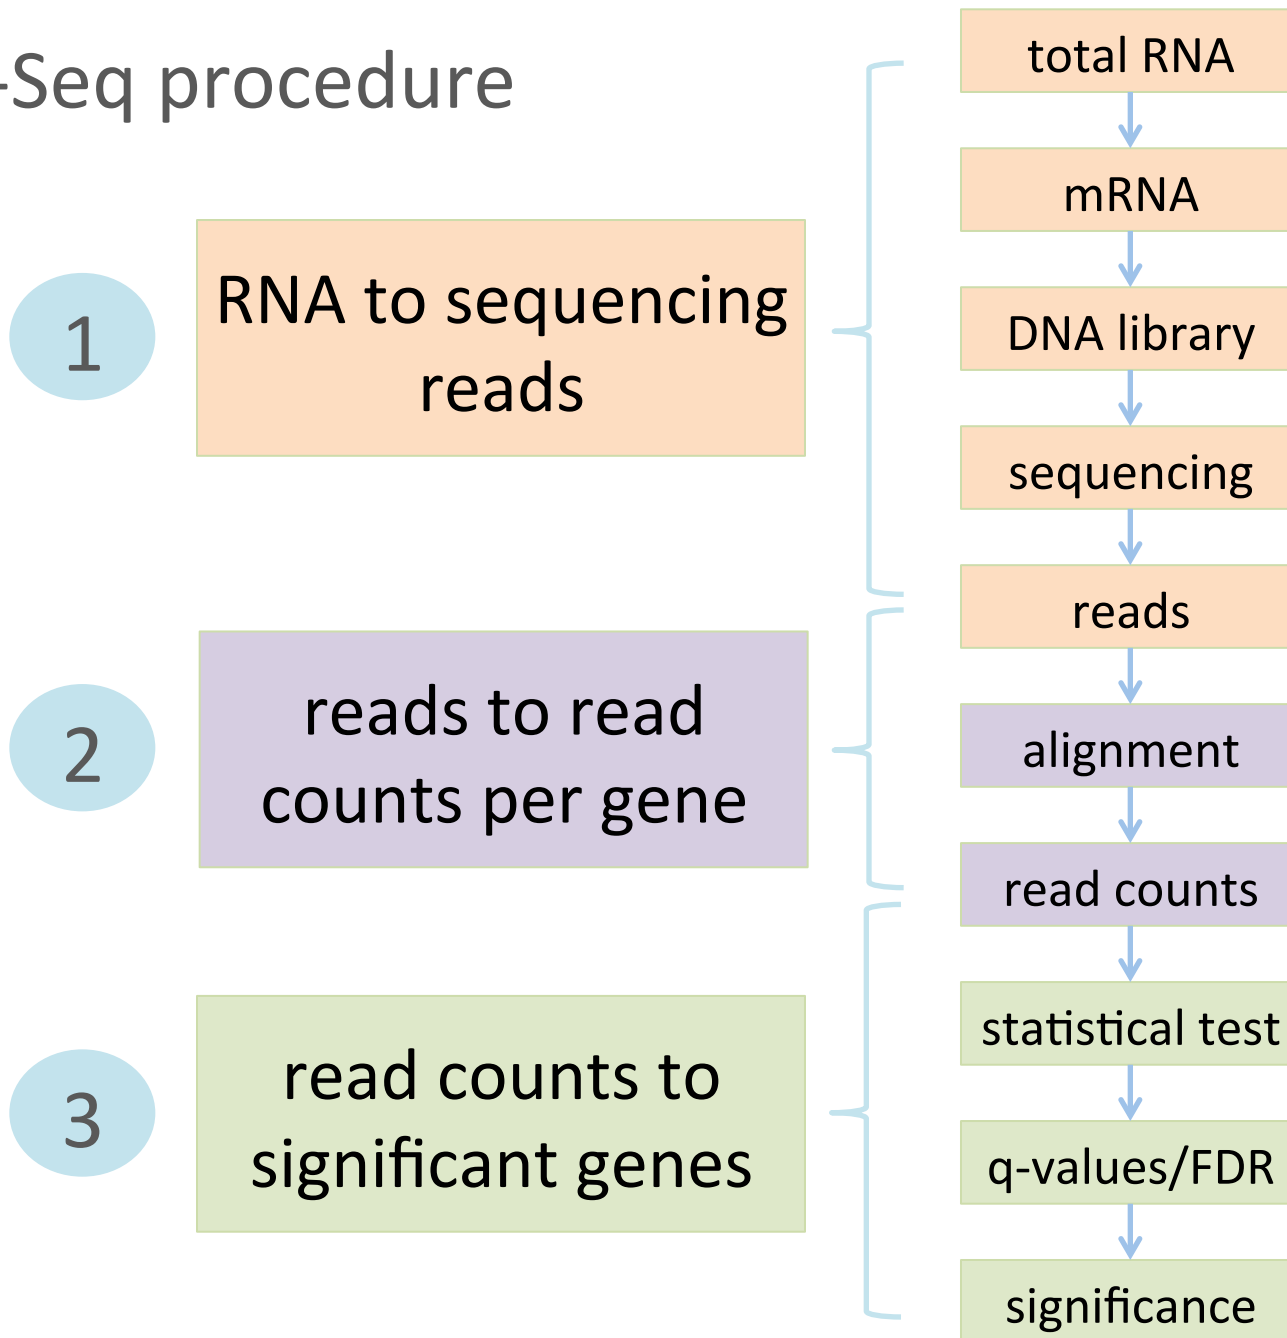 -Seq procedure
1
RNA to sequencing
reads
2
reads to read
counts per gene
3
read counts to
significant genes
total RNA
mRNA
DNA library
sequencing
reads
alignment
read counts
statistical test
q-values/FDR
significance